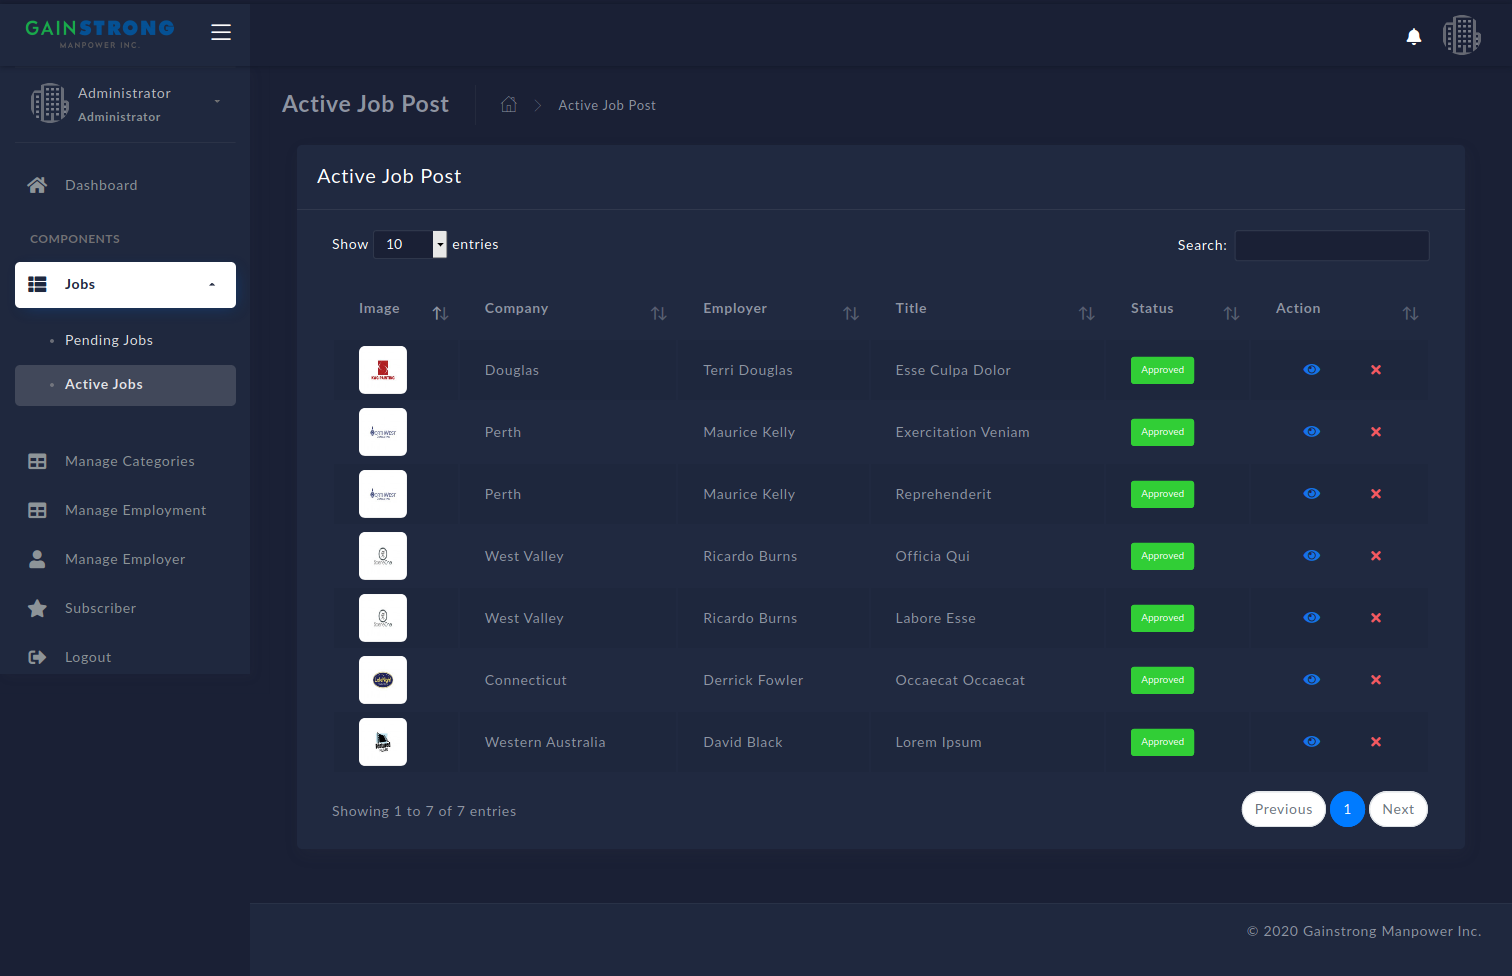 GAINSTRONG
MANPOWER INC.
Administrator
Administrator
Dashboard
COMPONENTS
Jobs
Pending Jobs
Active Jobs
Manage Categories
Manage Employment
Manage Employer
Subscriber
Logout
Active Job Post
Active Job Post
Active Job Post
Show 10 entries
Search:
Image Company Employer Title Status Action
Douglas Terri Douglas Esse Culpa Dolor Approved
Perth Maurice Kelly Exercitation Veniam Approved
Perth Maurice Kelly Reprehenderit Approved
West Valley Ricardo Burns Officia Qui Approved
West Valley Ricardo Burns Labore Esse Approved
Connecticut Derrick Fowler Occaecat Occaecat Approved
Western Australia David Black Lorem Ipsum Approved
Showing 1 to 7 of 7 entries
Previous 1 Next
© 2020 Gainstrong Manpower Inc.